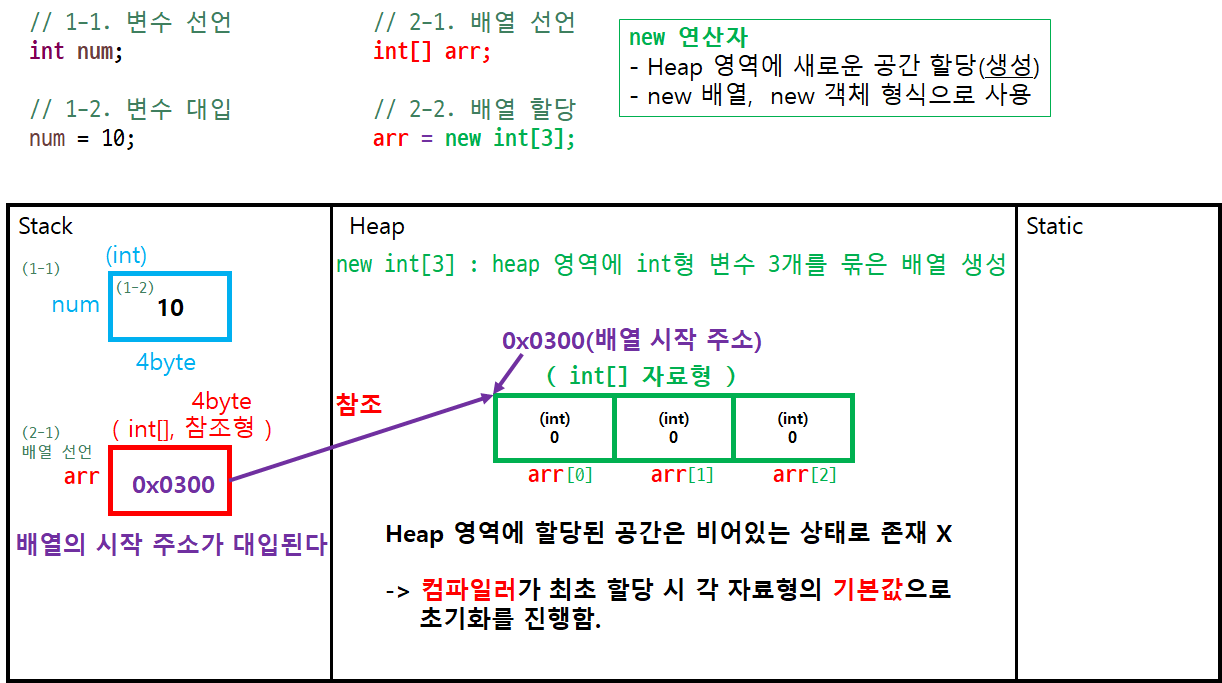 // 1-1. 변수 선언
int num;
// 1-2. 변수 대입
num = 10;
// 2-1. 배열 선언
int[] arr;
// 2-2. 배열 할당
arr = new int[3];
new 연산자
- Heap 영역에 새로운 공간 할당(생성)
- new 배열, new 객체 형식으로 사용
Stack
(int)
(1-1)
(1-2)
num
10
4byte
4byte
(2-1)
( int[], 참조형 )
배열 선언
arr
0x0300
배열의 시작 주소가 대입된다
Heap
new int[3] : heap 영역에 int형 변수 3개를 묶은 배열 생성
0x0300(배열 시작 주소)
( int[] 자료형 )
참조
(int)
0
(int)
0
(int)
0
arr[0]
arr[1]
arr[2]
Heap 영역에 할당된 공간은 비어있는 상태로 존재 X
-> 컴파일러가 최초 할당 시 각 자료형의 기본값으로
초기화를 진행함.
Static